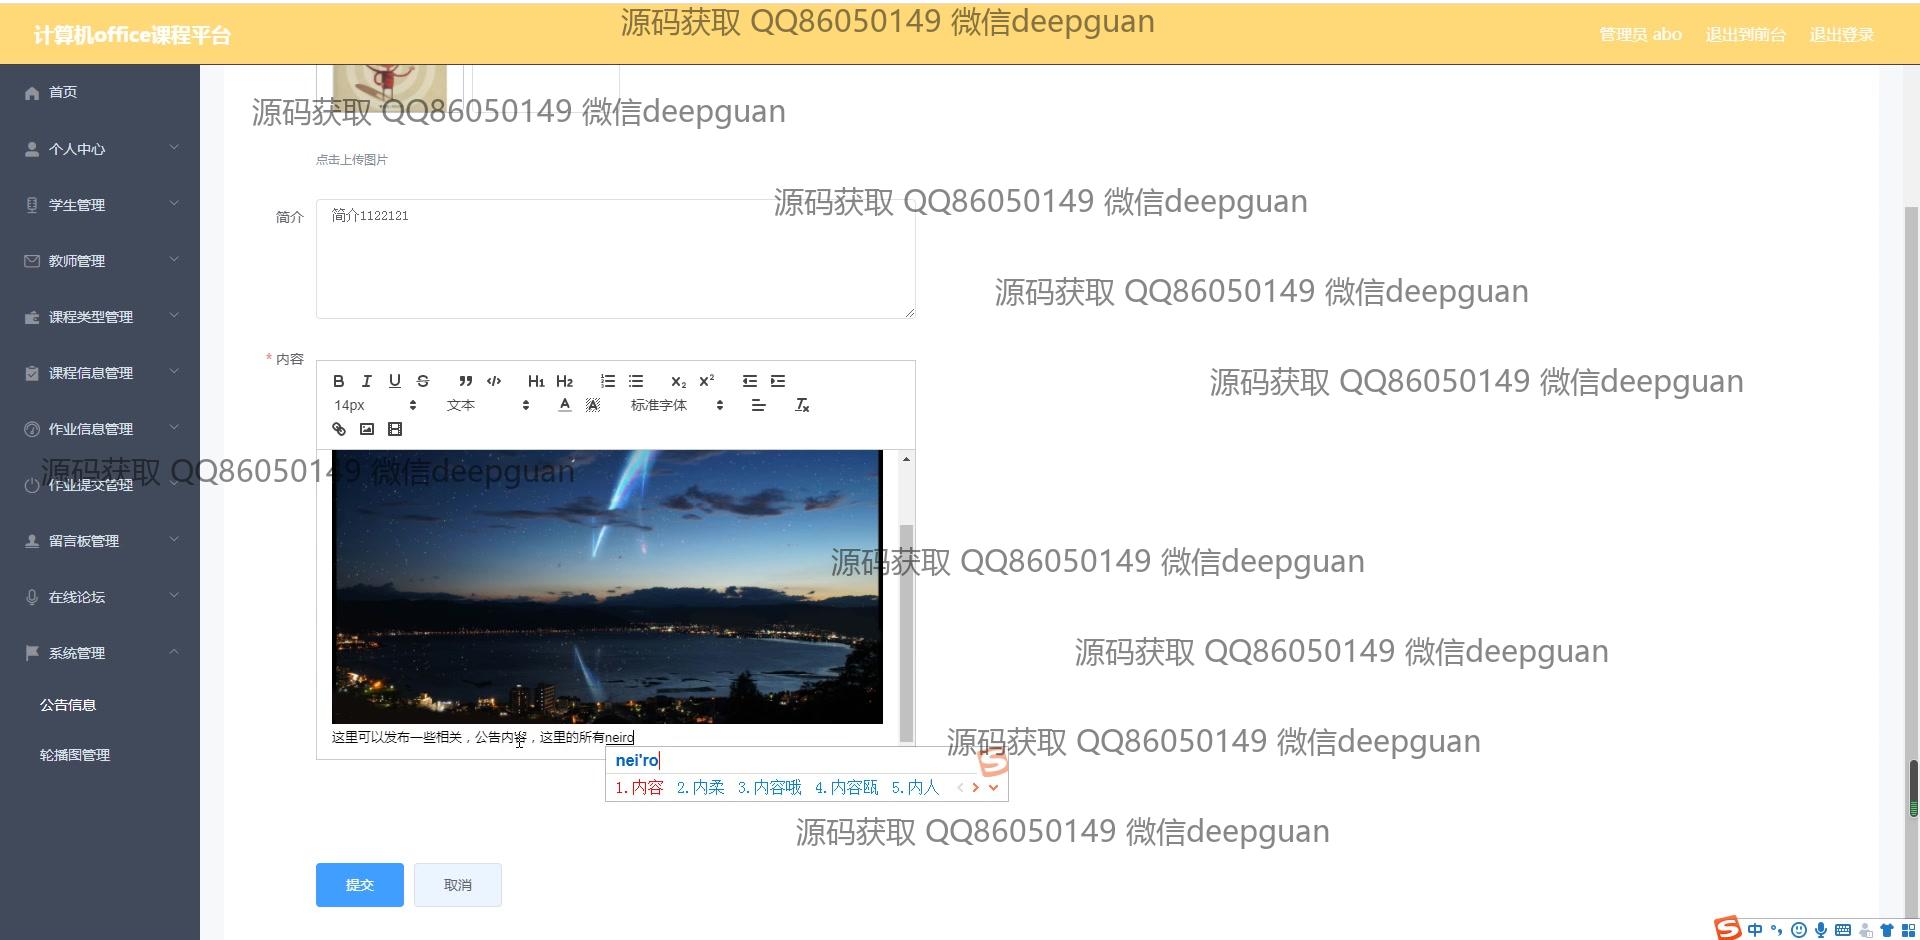 计算机office课程平台
源码获取 QQ86050149 微信deepguan
管理员 abo
退出到前台
退出登录
首页
源码获取 QQ86050149 微信deepguan
个人中心
点击上传图片
学生管理
简介
简介1122121
源码获取 QQ86050149 微信deepguan
教师管理
源码获取 QQ86050149 微信deepguan
课程类型管理
* 内容
课程信息管理
B I U S H1 H2 X2 X2
源码获取 QQ86050149 微信deepguan
14px
文本
A
A
标准字体
Tx
作业信息管理
源码获取 QQ86050149 微信deepguan
作业提交管理
留言板管理
源码获取 QQ86050149 微信deepguan
在线论坛
系统管理
源码获取 QQ86050149 微信deepguan
公告信息
这里可以发布一些相关，公告内容，这里的所有neiro
源码获取 QQ86050149 微信deepguan
轮播图管理
nei'ro
1.内容 2.内柔 3.内容哦 4.内容瓯 5.内人
源码获取 QQ86050149 微信deepguan
提交
取消
S 中